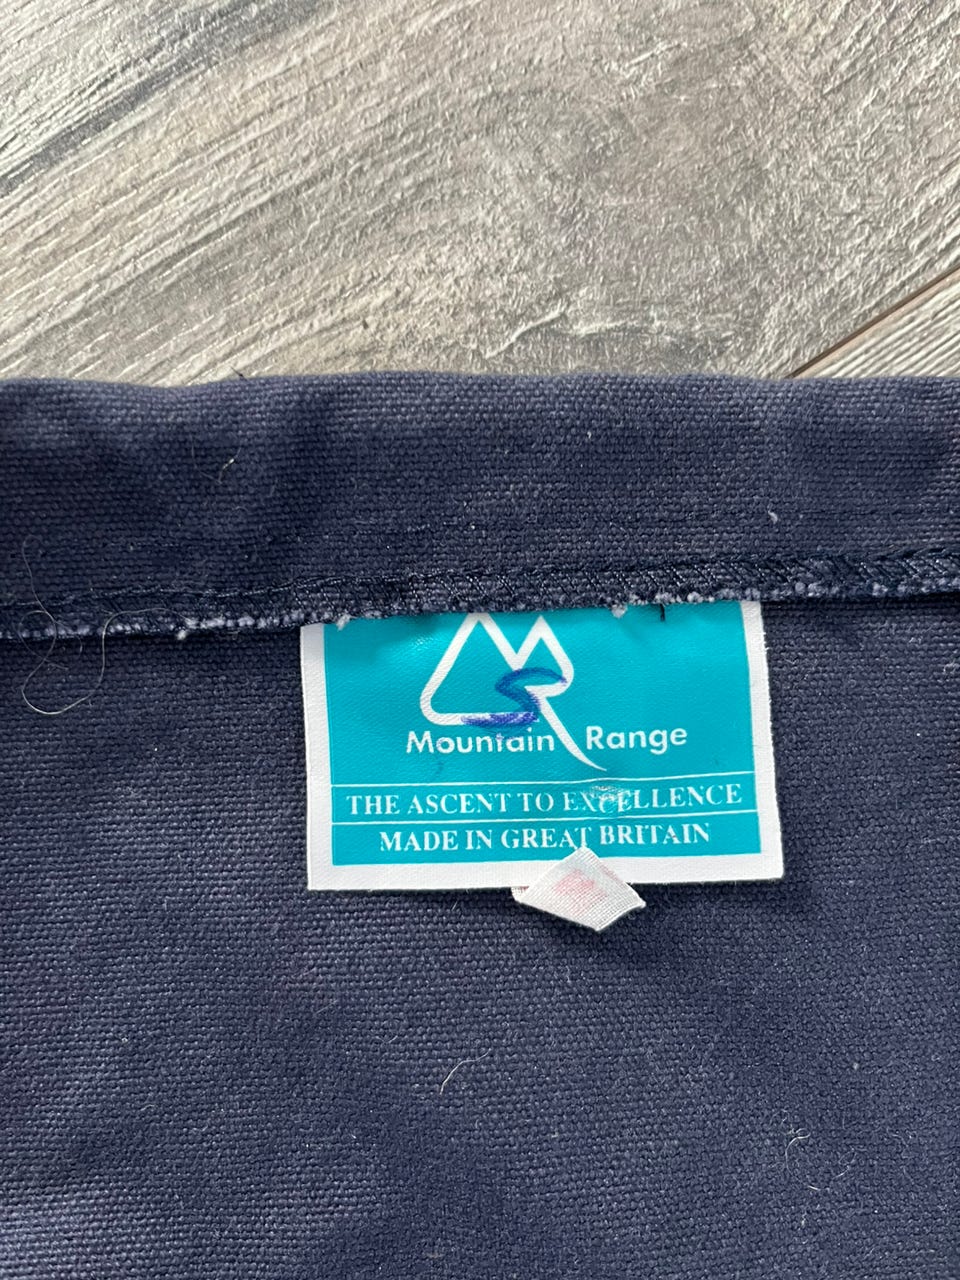 S
Mountain Range
THE ASCENT TO EXCELLENCE
MADE IN GREAT BRITAIN